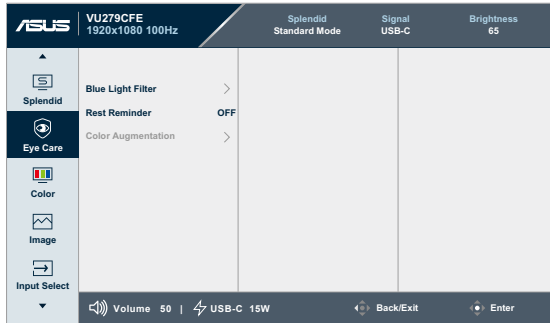 ASUS
VU279CFE
1920x1080 100Hz
Splendid
Standard Mode
Signal
USB-C
Brightness
65
Splendid
Eye Care
Color
Image
Input Select
Blue Light Filter
Rest Reminder OFF
Color Augmentation
Volume 50 | USB-C 15W
Back/Exit
Enter